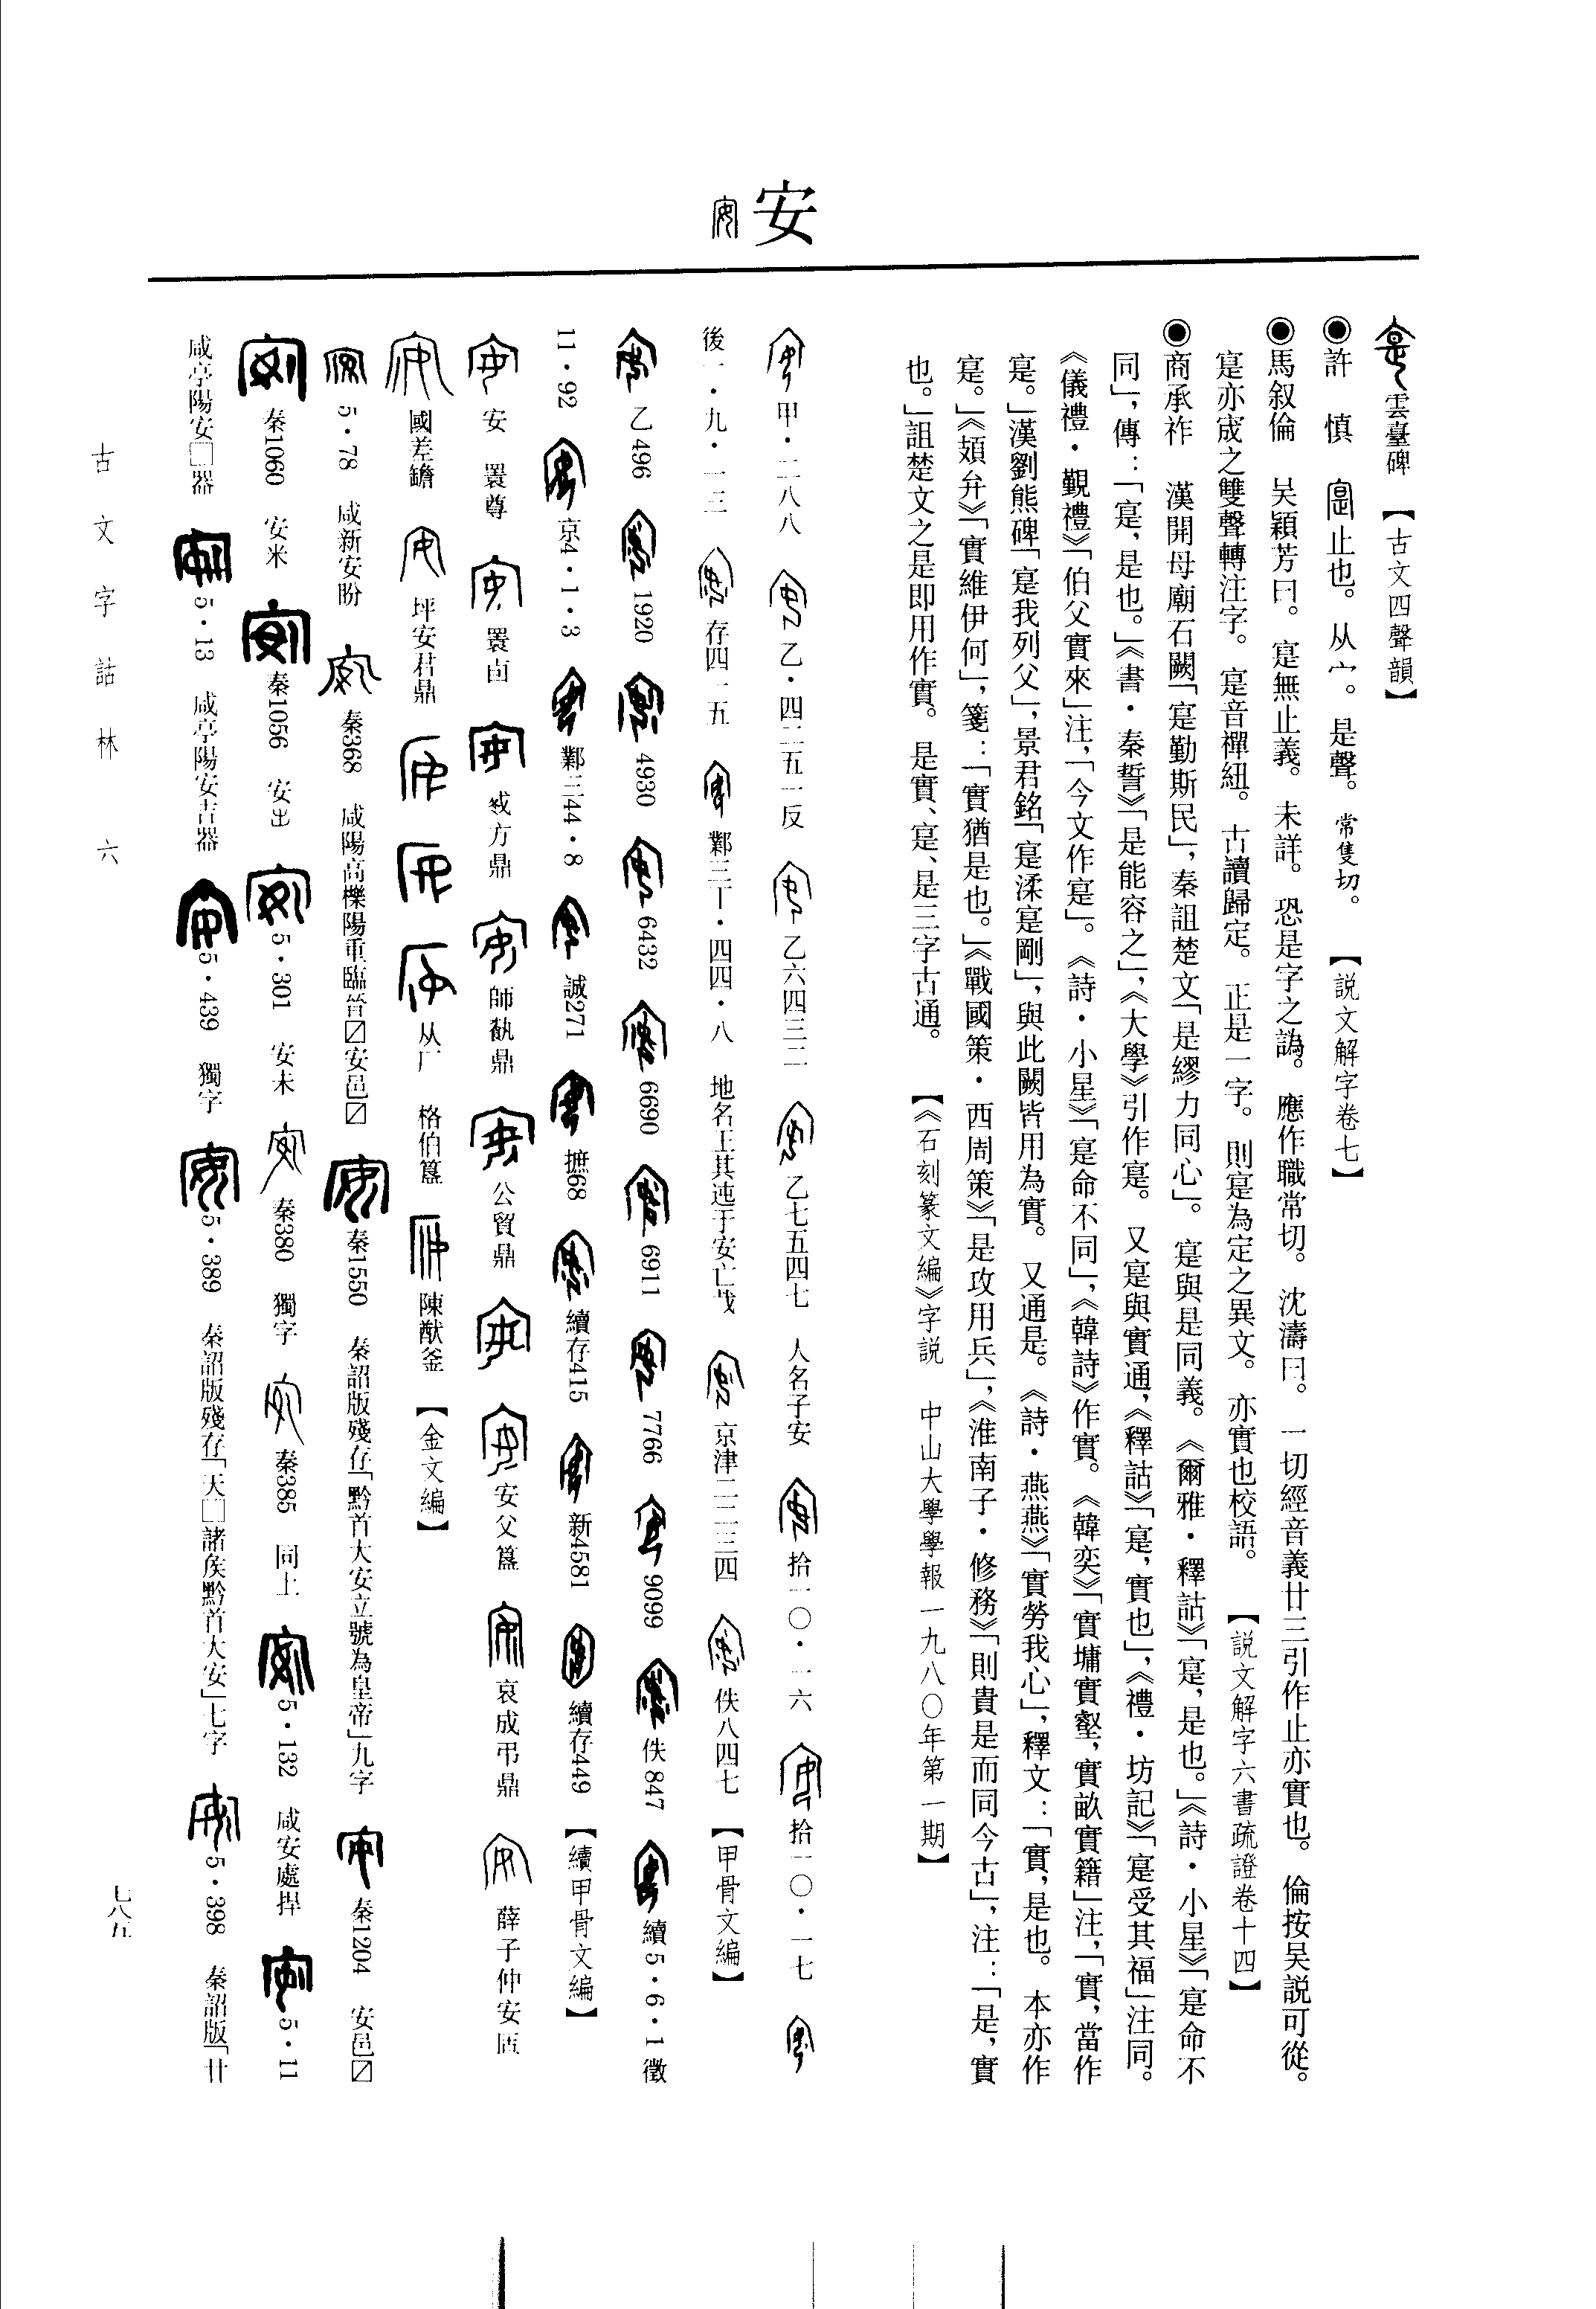 安
雲臺碑【古文四聲韻】
◉許　慎　寔止也。从宀。是聲。常隻切。【説文解字卷七】
◉馬叙倫　吴穎芳曰。寔無止義。未詳。恐是字之譌。應作職常切。沈濤曰。一切經音義廿三引作止亦實也。倫按吴説可從。
寔亦宬之雙聲轉注字。寔音禪紐。古讀歸定。正是一字。則寔為定之異文。亦實也校語。【説文解字六書疏證卷十四】
◉商承祚　漢開母廟石闕「寔勤斯民」，秦詛楚文「是繆力同心」。寔與是同義。《爾雅·釋詁》「寔，是也。」《詩·小星》「寔命不
同」，傳：「寔，是也。」《書·秦誓》「是能容之」，《大學》引作寔。又寔與實通，《釋詁》「寔，實也」，《禮·坊記》「寔受其福」注同。
《儀禮·覲禮》「伯父實來」注，「今文作寔」。《詩·小星》「寔命不同」，《韓詩》作實。《韓奕》「實墉實壑，實畝實籍」注，「實，當作
寔。」漢劉熊碑「寔我列父」，景君銘「寔渘寔剛」，與此闕皆用為實。又通是。《詩·燕燕》「實勞我心」，釋文：「實，是也。本亦作
寔。」《頍弁》「實維伊何」，箋：「實猶是也。」《戰國策·西周策》「是攻用兵」，《淮南子·修務》「則貴是而同今古」，注：「是，實
也。」詛楚文之是即用作實。是實、寔、是三字古通。【《石刻篆文編》字説　中山大學學報一九八〇年第一期】
甲·二八八　乙·四二五一反　乙六四三二　乙七五四七　人名子安　拾一〇·一六　拾一〇·一七
後一·九·一三　存四一五　鄴三下·四四·八　地名王其迍于安亡𢦔　京津二二三四　佚八四七【甲骨文編】
乙496　1920　4930　6432　6690　6911　7766　9099　佚847　續5·6·1徵
11·92　京4·1·3　鄴三44·8　誠271　摭68　續存415　新4581　續存449【續甲骨文編】
安　睘尊　睘卣　㦰方鼎　師𩛥鼎　公貿鼎　安父簋　哀成弔鼎　薛子仲安𠤳
國差𦉜　坪安君鼎　从厂　格伯簋　陳猷釜【金文編】
5·78　咸新安盼　秦368　咸陽高櫟陽重臨晉☑安邑☑　秦1550　秦詔版殘存「黔首大安立號為皇帝」九字　秦1204　安邑☑
秦1060　安米　秦1056　安出　5·301　安未　秦380　獨字　秦385　同上　5·132　咸安處捍　5·11
咸亭陽安□器　5·13　咸亭陽安吉器　5·439　獨字　5·389　秦詔版殘存「天□諸矦黔首大安」七字　5·398　秦詔版「廿
古文字詁林　六
七八五